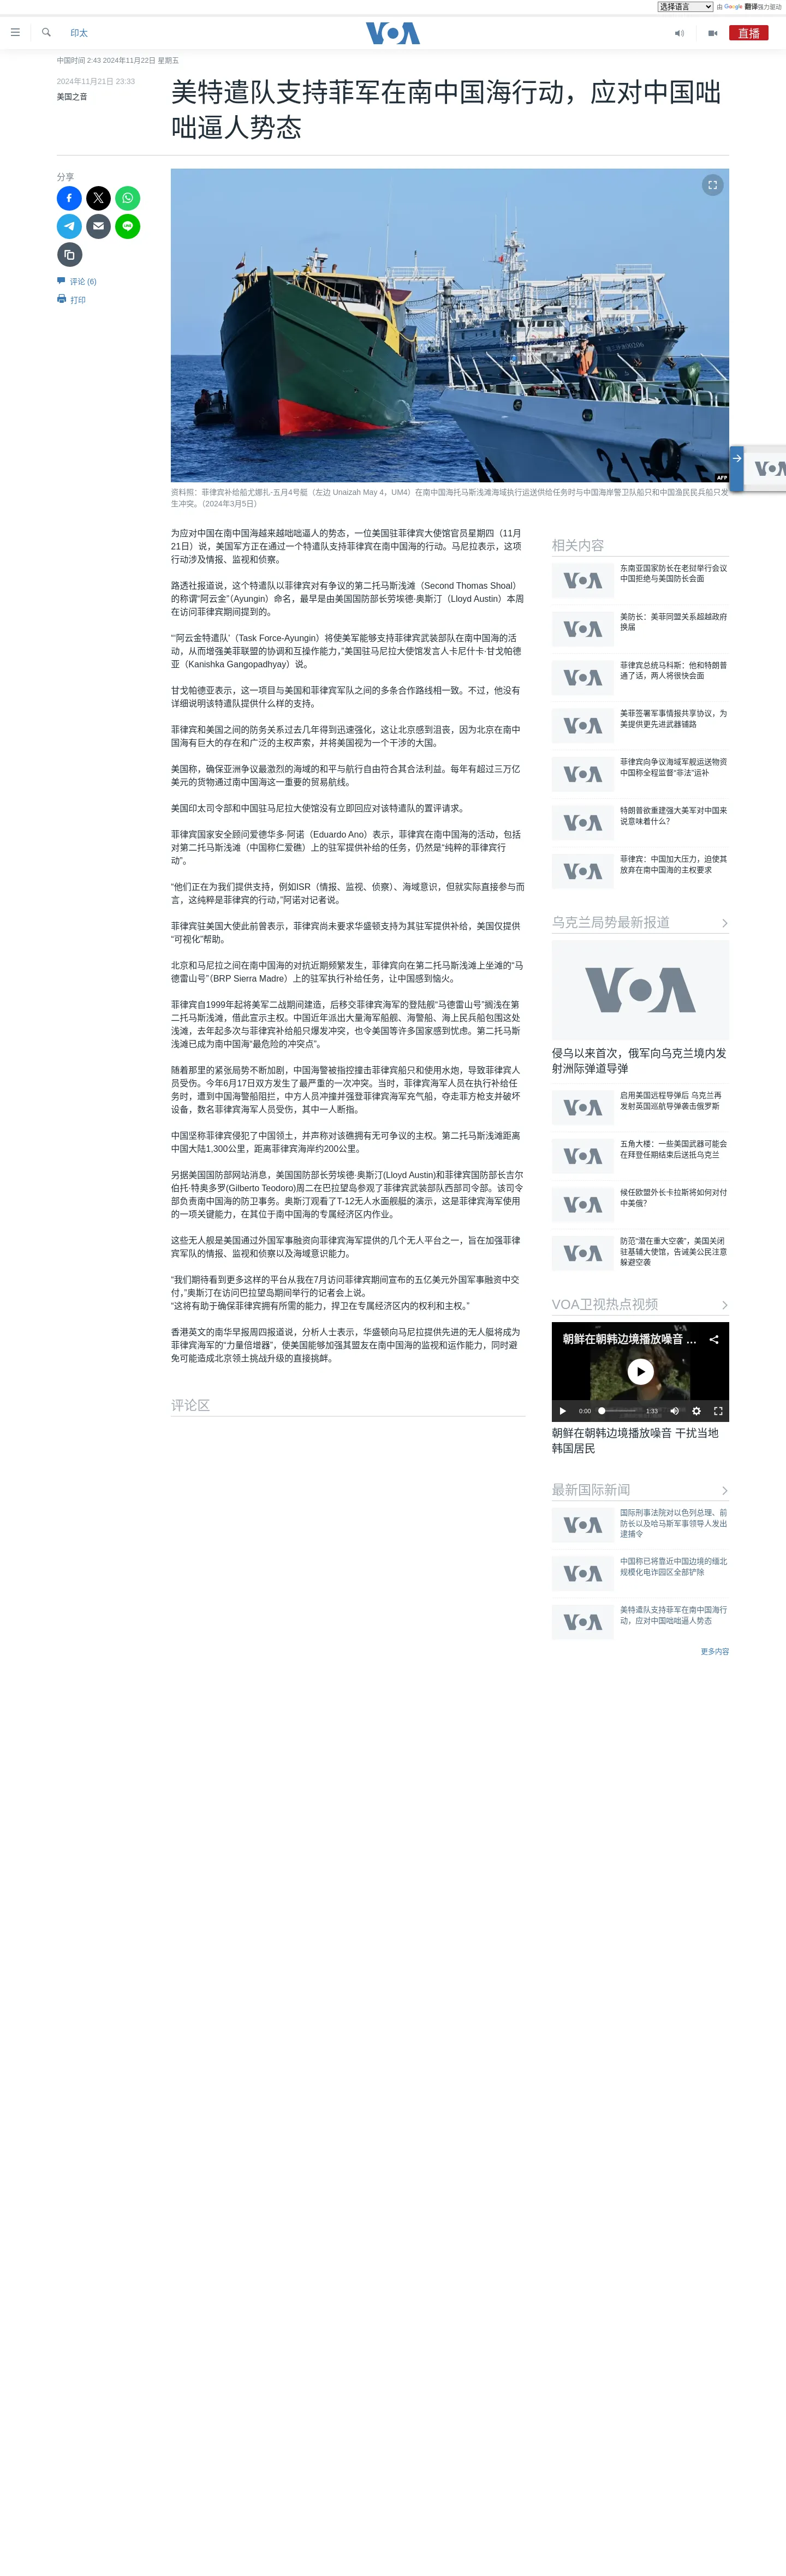 选择语言
由 Google 翻译强力驱动
印太
VOA
直播
中国时间 2:43 2024年11月22日 星期五
2024年11月21日 23:33
美国之音
美特遣队支持菲军在南中国海行动，应对中国咄
咄逼人势态
分享
评论 (6)
打印
AFP
资料照：菲律宾补给船尤娜扎·五月4号艇（左边 Unaizah May 4，UM4）在南中国海托马斯浅滩海域执行运送供给任务时与中国海岸警卫队船只和中国渔民民兵船只发
生冲突。（2024年3月5日）
为应对中国在南中国海越来越咄咄逼人的势态，一位美国驻菲律宾大使馆官员星期四（11月
21日）说，美国军方正在通过一个特遣队支持菲律宾在南中国海的行动。马尼拉表示，这项
行动涉及情报、监视和侦察。
路透社报道说，这个特遣队以菲律宾对有争议的第二托马斯浅滩（Second Thomas Shoal）
的称谓“阿云金”（Ayungin）命名，最早是由美国国防部长劳埃德·奥斯汀（Lloyd Austin）本周
在访问菲律宾期间提到的。
“‘阿云金特遣队’（Task Force-Ayungin）将使美军能够支持菲律宾武装部队在南中国海的活
动，从而增强美菲联盟的协调和互操作能力，”美国驻马尼拉大使馆发言人卡尼什卡·甘戈帕德
亚（Kanishka Gangopadhyay）说。
甘戈帕德亚表示，这一项目与美国和菲律宾军队之间的多条合作路线相一致。不过，他没有
详细说明该特遣队提供什么样的支持。
菲律宾和美国之间的防务关系过去几年得到迅速强化，这让北京感到沮丧，因为北京在南中
国海有巨大的存在和广泛的主权声索，并将美国视为一个干涉的大国。
美国称，确保亚洲争议最激烈的海域的和平与航行自由符合其合法利益。每年有超过三万亿
美元的货物通过南中国海这一重要的贸易航线。
美国印太司令部和中国驻马尼拉大使馆没有立即回应对该特遣队的置评请求。
菲律宾国家安全顾问爱德华多·阿诺（Eduardo Ano）表示，菲律宾在南中国海的活动，包括
对第二托马斯浅滩（中国称仁爱礁）上的驻军提供补给的任务，仍然是“纯粹的菲律宾行
动”。
“他们正在为我们提供支持，例如ISR（情报、监视、侦察）、海域意识，但就实际直接参与而
言，这纯粹是菲律宾的行动，”阿诺对记者说。
菲律宾驻美国大使此前曾表示，菲律宾尚未要求华盛顿支持为其驻军提供补给，美国仅提供
“可视化”帮助。
北京和马尼拉之间在南中国海的对抗近期频繁发生，菲律宾向在第二托马斯浅滩上坐滩的“马
德雷山号”（BRP Sierra Madre）上的驻军执行补给任务，让中国感到恼火。
菲律宾自1999年起将美军二战期间建造，后移交菲律宾海军的登陆舰“马德雷山号”搁浅在第
二托马斯浅滩，借此宣示主权。中国近年派出大量海军船舰、海警船、海上民兵船包围这处
浅滩，去年起多次与菲律宾补给船只爆发冲突，也令美国等许多国家感到忧虑。第二托马斯
浅滩已成为南中国海“最危险的冲突点”。
随着那里的紧张局势不断加剧，中国海警被指控撞击菲律宾船只和使用水炮，导致菲律宾人
员受伤。今年6月17日双方发生了最严重的一次冲突。当时，菲律宾海军人员在执行补给任
务时，遭到中国海警船阻拦，中方人员冲撞并强登菲律宾海军充气船，夺走菲方枪支并破坏
设备，数名菲律宾海军人员受伤，其中一人断指。
中国坚称菲律宾侵犯了中国领土，并声称对该礁拥有无可争议的主权。第二托马斯浅滩距离
中国大陆1,300公里，距离菲律宾海岸约200公里。
另据美国国防部网站消息，美国国防部长劳埃德·奥斯汀(Lloyd Austin)和菲律宾国防部长吉尔
伯托·特奥多罗(Gilberto Teodoro)周二在巴拉望岛参观了菲律宾武装部队西部司令部。该司令
部负责南中国海的防卫事务。奥斯汀观看了T-12无人水面舰艇的演示，这是菲律宾海军使用
的一项关键能力，在其位于南中国海的专属经济区内作业。
这些无人舰是美国通过外国军事融资向菲律宾海军提供的几个无人平台之一，旨在加强菲律
宾军队的情报、监视和侦察以及海域意识能力。
“我们期待看到更多这样的平台从我在7月访问菲律宾期间宣布的五亿美元外国军事融资中交
付，”奥斯汀在访问巴拉望岛期间举行的记者会上说。
“这将有助于确保菲律宾拥有所需的能力，捍卫在专属经济区内的权利和主权。”
香港英文的南华早报周四报道说，分析人士表示，华盛顿向马尼拉提供先进的无人艇将成为
菲律宾海军的“力量倍增器”，使美国能够加强其盟友在南中国海的监视和运作能力，同时避
免可能造成北京领土挑战升级的直接挑衅。
评论区
相关内容
东南亚国家防长在老挝举行会议
中国拒绝与美国防长会面
美防长：美菲同盟关系超越政府
换届
菲律宾总统马科斯：他和特朗普
通了话，两人将很快会面
美菲签署军事情报共享协议，为
美提供更先进武器铺路
菲律宾向争议海域军舰运送物资
中国称全程监督“非法”运补
特朗普欲重建强大美军对中国来
说意味着什么？
菲律宾：中国加大压力，迫使其
放弃在南中国海的主权要求
乌克兰局势最新报道
VOA
侵乌以来首次，俄军向乌克兰境内发
射洲际弹道导弹
启用美国远程导弹后 乌克兰再
发射英国巡航导弹袭击俄罗斯
五角大楼：一些美国武器可能会
在拜登任期结束后送抵乌克兰
候任欧盟外长卡拉斯将如何对付
中美俄？
防范“潜在重大空袭”，美国关闭
驻基辅大使馆，告诫美公民注意
躲避空袭
VOA卫视热点视频
朝鲜在朝韩边境播放噪音 ...
0:00
1:33
朝鲜在朝韩边境播放噪音 干扰当地
韩国居民
最新国际新闻
国际刑事法院对以色列总理、前
防长以及哈马斯军事领导人发出
逮捕令
中国称已将靠近中国边境的缅北
规模化电诈园区全部铲除
美特遣队支持菲军在南中国海行
动，应对中国咄咄逼人势态
更多内容